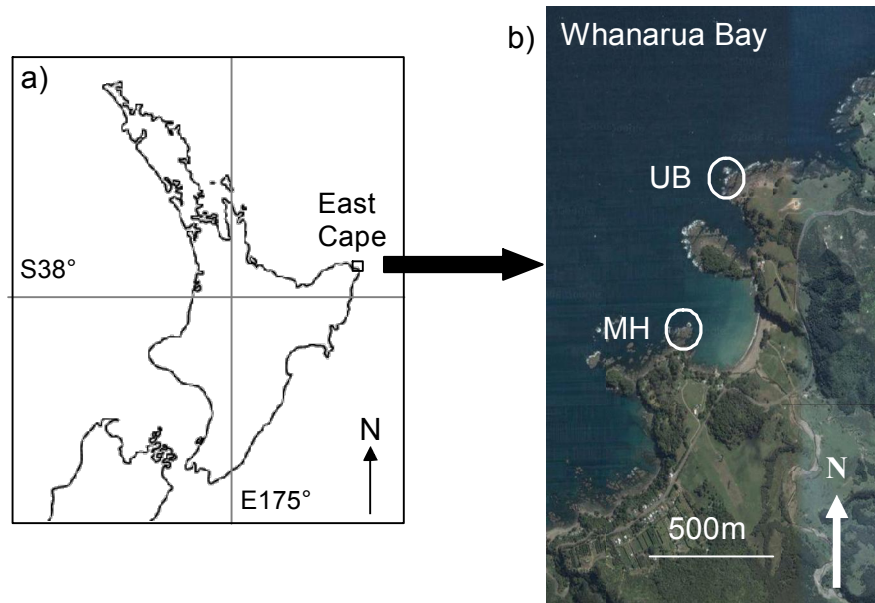 a)
East
Cape
S38°
N
E175°
b)
Whanarua Bay
UB
MH
N
500m